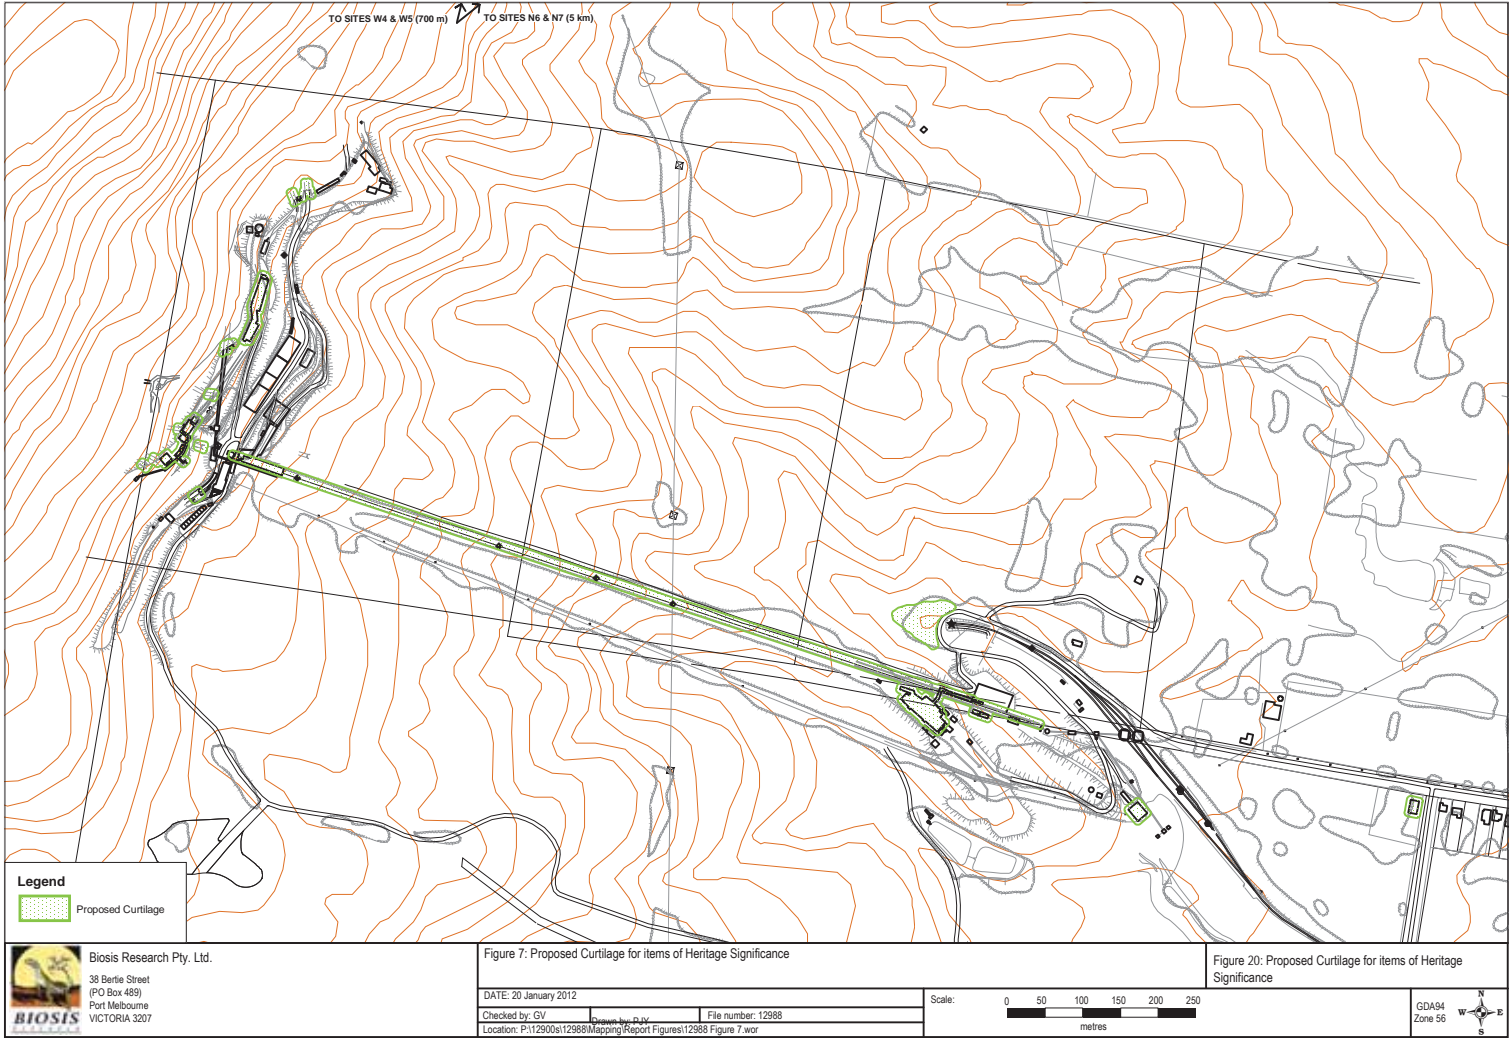 TO SITES W4 & W5 (700 m)
TO SITES N6 & N7 (5 km)
Legend
Proposed Curtilage
BIOSIS
Biosis Research Pty. Ltd.
38 Bertie Street
(PO Box 489)
Port Melbourne
VICTORIA 3207
Figure 7: Proposed Curtilage for items of Heritage Significance
DATE: 20 January 2012
Checked by: GV
Drawn by: PJY
File number: 12988
Location: P:\12900s\12988\Mapping\Report Figures\12988 Figure 7.wor
Figure 20: Proposed Curtilage for items of Heritage
Significance
Scale:
0 50 100 150 200 250
metres
GDA94
Zone 56
N
W E
S